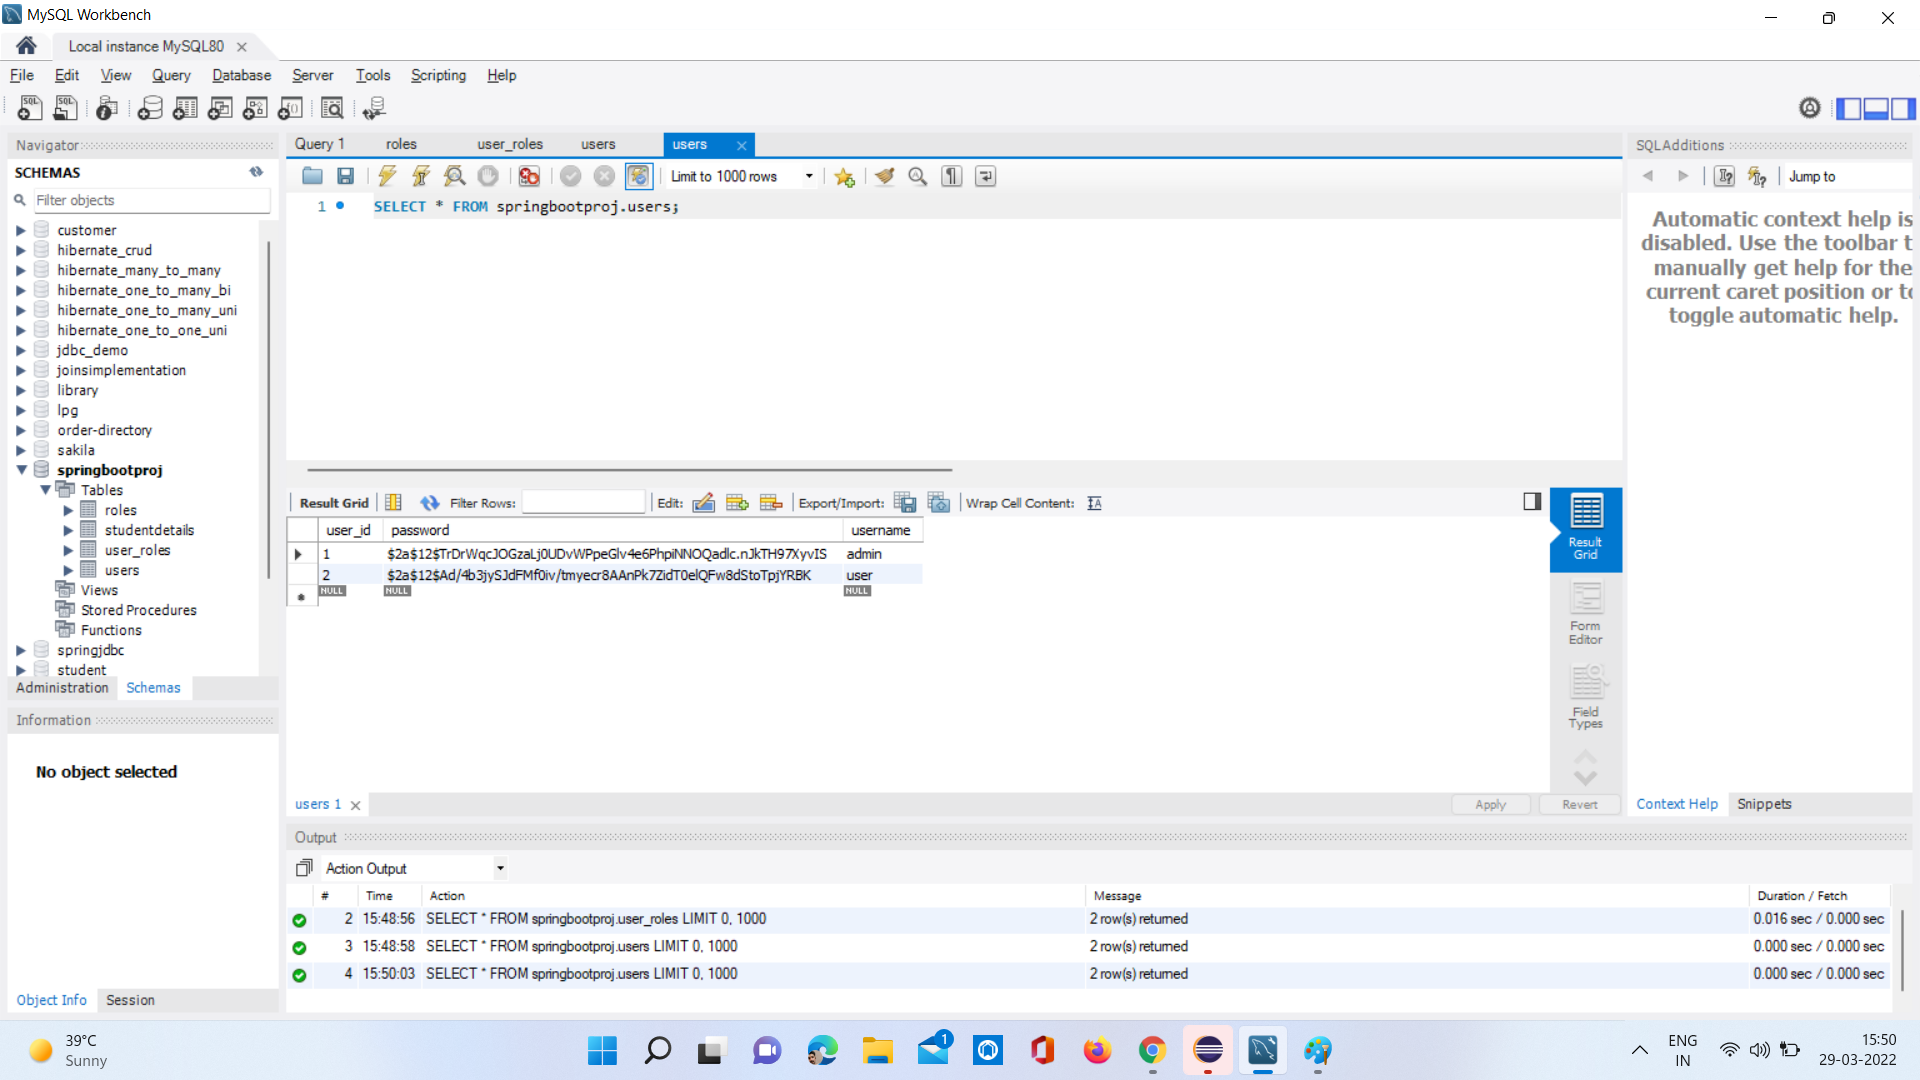 MySQL Workbench
Local instance MySQL80
File Edit View Query Database Server Tools Scripting Help
Navigator
SCHEMAS
Filter objects
customer
hibernate_crud
hibernate_many_to_many
hibernate_one_to_many_bi
hibernate_one_to_many_uni
hibernate_one_to_one_uni
jdbc_demo
joinsimplementation
library
lpg
order-directory
sakila
springbootproj
Tables
roles
studentdetails
user_roles
users
Views
Stored Procedures
Functions
springjdbc
student
Administration Schemas
Information
No object selected
Object Info Session
Query 1 roles user_roles users users
Limit to 1000 rows
1 SELECT * FROM springbootproj.users;
Result Grid Filter Rows: Edit: Export/Import: Wrap Cell Content:
user_id password username
1 $2a$12$TrDrWqcJOGzaLj0UDvWPpeGlv4e6PhpiNNOQadlc.nJkTH97XyvIS admin
2 $2a$12$Ad/4b3jySJdFMf0iv/tmyecr8AAnPk7ZidT0elQFw8dStoTpjYRBK user
NULL NULL NULL
Result
Grid
Form
Editor
Field
Types
users 1 Apply Revert
SQLAdditions
Jump to
Automatic context help is
disabled. Use the toolbar t
manually get help for the
current caret position or to
toggle automatic help.
Context Help Snippets
Output
Action Output
# Time Action Message Duration / Fetch
2 15:48:56 SELECT * FROM springbootproj.user_roles LIMIT 0, 1000 2 row(s) returned 0.016 sec / 0.000 sec
3 15:48:58 SELECT * FROM springbootproj.users LIMIT 0, 1000 2 row(s) returned 0.000 sec / 0.000 sec
4 15:50:03 SELECT * FROM springbootproj.users LIMIT 0, 1000 2 row(s) returned 0.000 sec / 0.000 sec
39°C
Sunny
1
ENG
IN
15:50
29-03-2022